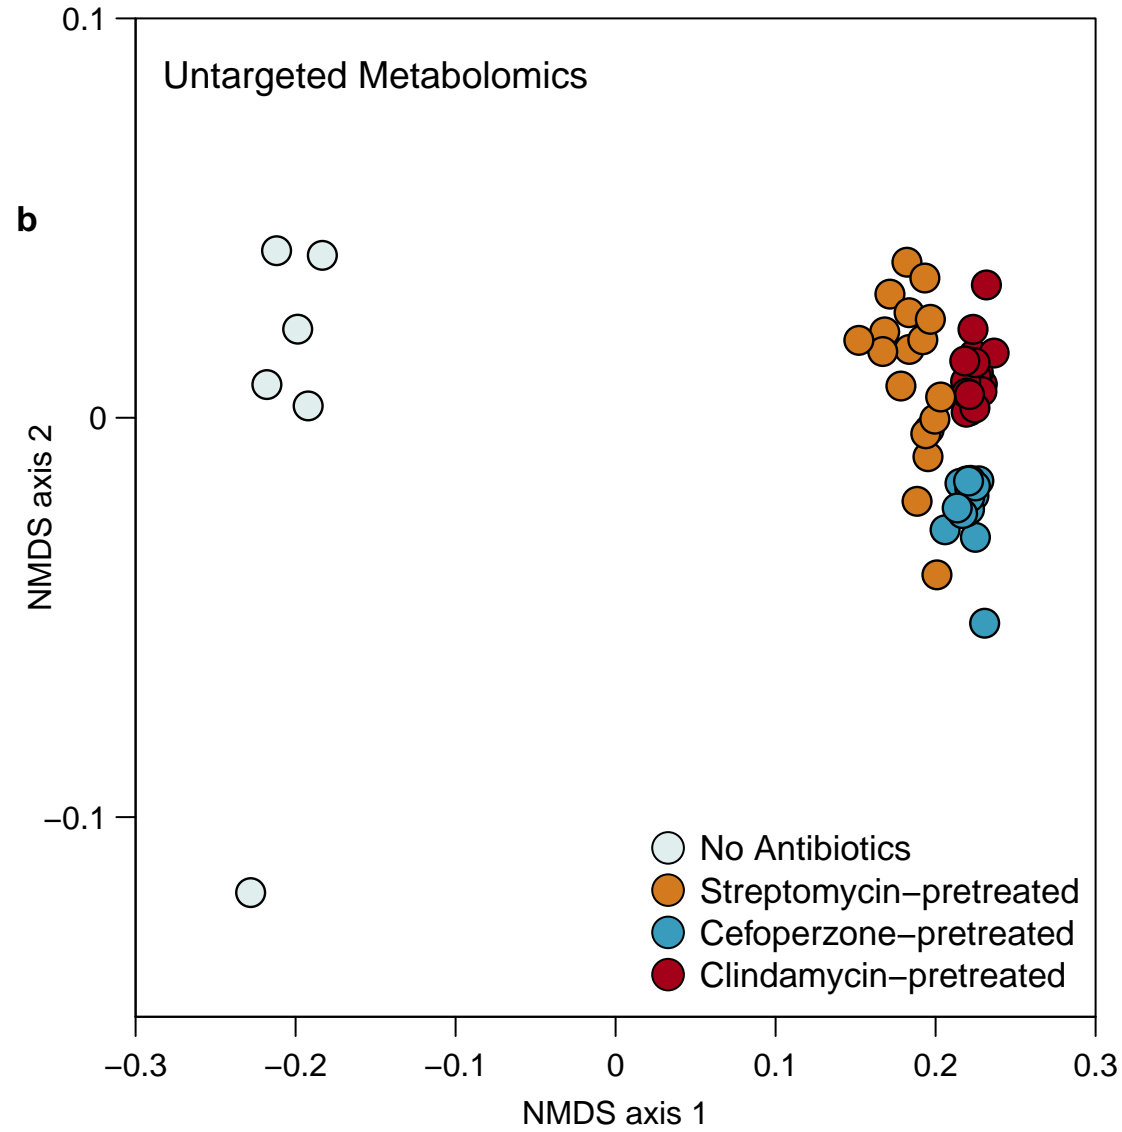 0.1
Untargeted Metabolomics
b
0
NMDS axis 2
−0.1
No Antibiotics
Streptomycin−pretreated
Cefoperzone−pretreated
Clindamycin−pretreated
−0.3 −0.2 −0.1 0 0.1 0.2 0.3
NMDS axis 1